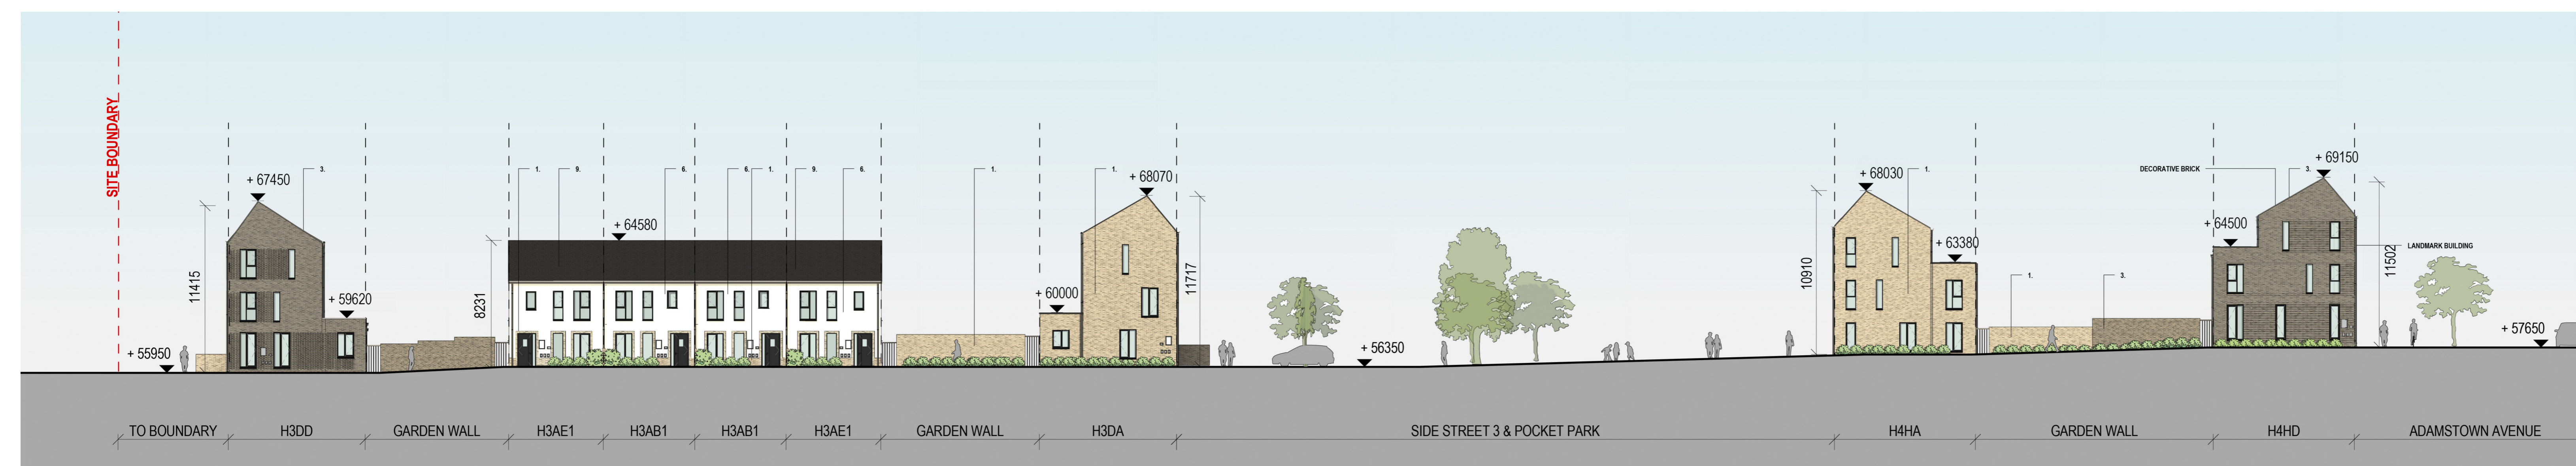 SITE BOUNDARY
+ 55950
11415
+ 67450
3.
+ 59620
8231
1.
9.
+ 64580
6.
6.
1.
9.
6.
1.
+ 60000
1.
+ 68070
11717
+ 56350
10910
+ 68030
1.
+ 63380
1.
3.
DECORATIVE BRICK
3.
+ 69150
+ 64500
LANDMARK BUILDING
11502
+ 57650
TO BOUNDARY
H3DD
GARDEN WALL
H3AE1
H3AB1
H3AB1
H3AE1
GARDEN WALL
H3DA
SIDE STREET 3 & POCKET PARK
H4HA
GARDEN WALL
H4HD
ADAMSTOWN AVENUE